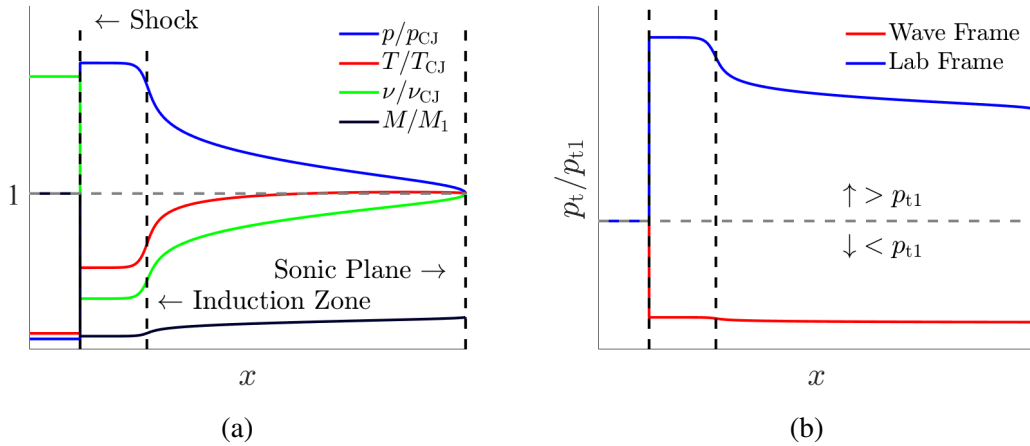 ← Shock
p/p_CJ
T/T_CJ
ν/ν_CJ
M/M_1
1
Sonic Plane →
← Induction Zone
x
(a)
p_t/p_t1
Wave Frame
Lab Frame
↑ > p_t1
↓ < p_t1
x
(b)